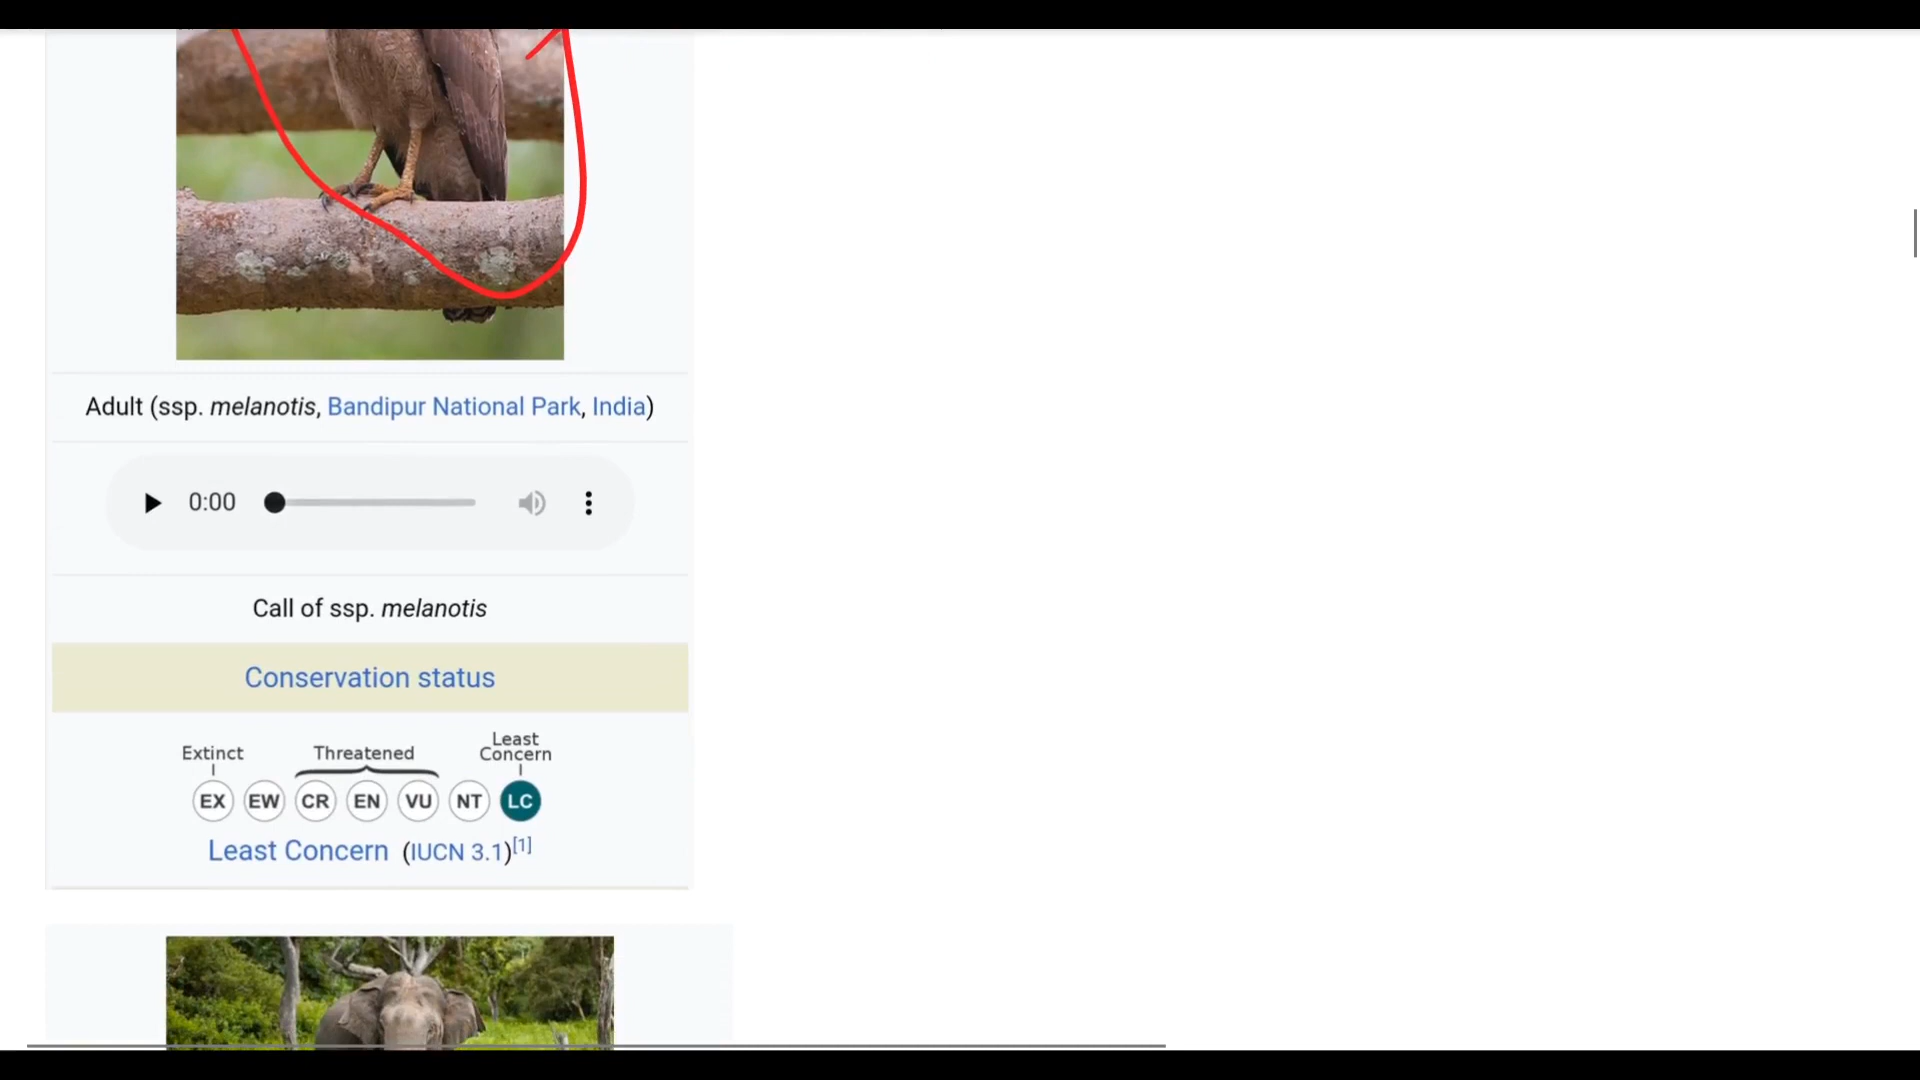 Adult (ssp. melanotis, Bandipur National Park, India)
0:00
Call of ssp. melanotis
Conservation status
Extinct Threatened Least Concern
EX EW CR EN VU NT LC
Least Concern (IUCN 3.1)[1]